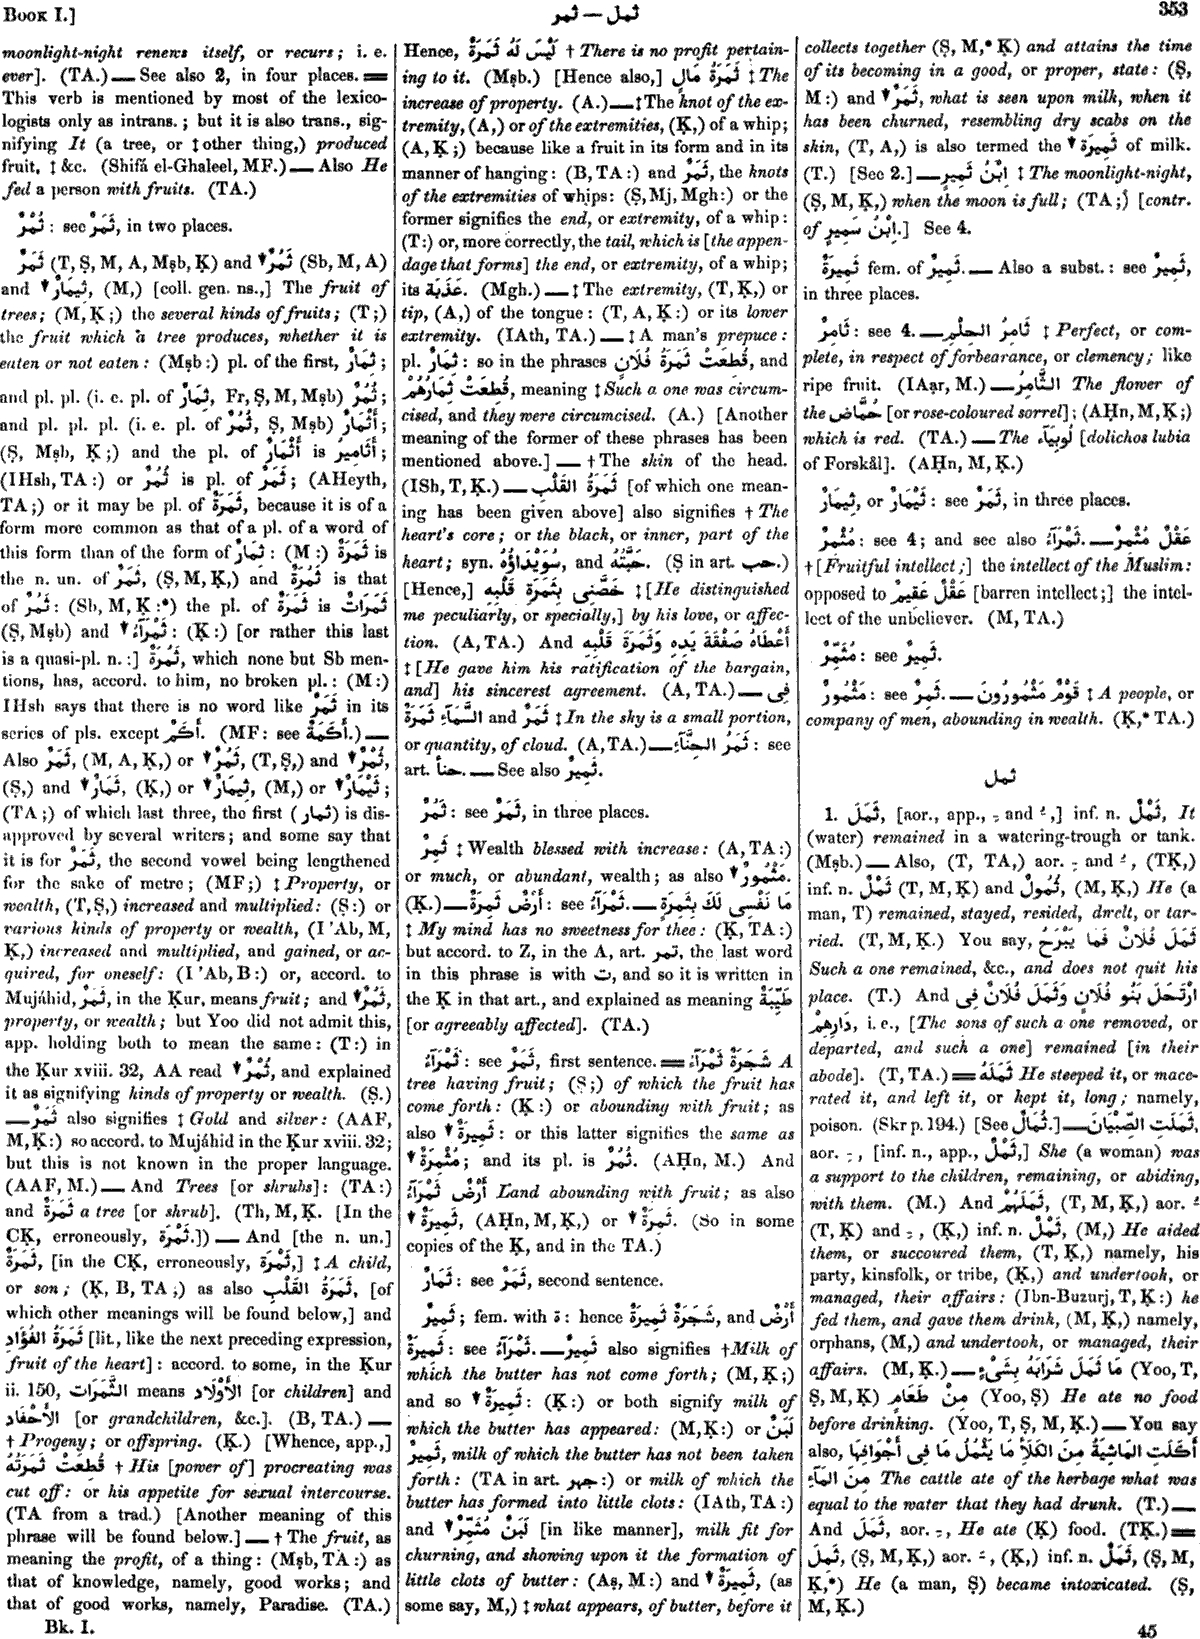 Book I.]
ثمر — ثمل
353
moonlight-night renews itself, or recurs; i. e.
ever]. (TA.) — See also 2, in four places. ═
This verb is mentioned by most of the lexico-
logists only as intrans.; but it is also trans., sig-
nifying It (a tree, or ‡ other thing,) produced
fruit, ‡ &c. (Shifá el-Ghaleel, MF.) — Also He
fed a person with fruits. (TA.)
ثُمْرٌ : see ثَمَرٌ, in two places.
ثَمَرٌ (T, Ṣ, M, A, Mṣb, Ḳ) and ▼ ثَمُرٌ (Sb, M, A)
and ▼ ثَيْمَارٌ, (M,) [coll. gen. ns.,] The fruit of
trees; (M, Ḳ;) the several kinds of fruits; (T;)
the fruit which a tree produces, whether it is
eaten or not eaten: (Mṣb:) pl. of the first, ثِمَارٌ;
and pl. pl. (i. e. pl. of ثِمَارٌ, Fr, Ṣ, M, Mṣb) ثُمُرٌ;
and pl. pl. pl. (i. e. pl. of ثُمُرٌ, Ṣ, Mṣb) أَثْمَارٌ;
(Ṣ, Mṣb, Ḳ;) and the pl. of أَثْمَارٌ is أَثَامِيرُ;
(IHsh, TA:) or ثُمُرٌ is pl. of ثَمَرٌ; (AHeyth,
TA;) or it may be pl. of ثَمَرَةٌ, because it is of a
form more common as that of a pl. of a word of
this form than of the form of ثِمَارٌ: (M:) ثَمَرَةٌ is
the n. un. of ثَمَرٌ, (Ṣ, M, Ḳ,) and ثَمُرَةٌ is that
of ثَمُرٌ: (Sb, M, Ḳ:*) the pl. of ثَمَرَةٌ is ثَمَرَاتٌ
(Ṣ, Mṣb) and ▼ ثَمْرَآءُ: (Ḳ:) [or rather this last
is a quasi-pl. n.:] ثَمُرَةٌ, which none but Sb men-
tions, has, accord. to him, no broken pl.: (M:)
IHsh says that there is no word like ثَمَرٌ in its
series of pls. except أَكَمٌ. (MF: see أَكَمَةٌ.) —
Also ثَمَرٌ, (M, A, Ḳ,) or ▼ ثُمُرٌ, (T, Ṣ,) and ▼ ثُمْرٌ,
(Ṣ,) and ▼ ثَمَارٌ, (Ḳ,) or ▼ ثِيمَارٌ, (M,) or ▼ ثَيْمَارٌ;
(TA;) of which last three, the first (ثمار) is dis-
approved by several writers; and some say that
it is for ثَمَرٌ, the second vowel being lengthened
for the sake of metre; (MF;) ‡ Property, or
wealth, (T, Ṣ,) increased and multiplied: (Ṣ:) or
various kinds of property or wealth, (I 'Ab, M,
Ḳ,) increased and multiplied, and gained, or ac-
quired, for oneself: (I 'Ab, B:) or, accord. to
Mujáhid, ثَمَرٌ, in the Ḳur, means fruit; and ▼ ثُمُرٌ,
property, or wealth; but Yoo did not admit this,
app. holding both to mean the same: (T:) in
the Ḳur xviii. 32, AA read ▼ ثُمْرٌ, and explained
it as signifying kinds of property or wealth. (Ṣ.)
— ثَمَرٌ also signifies ‡ Gold and silver: (AAF,
M, Ḳ:) so accord. to Mujáhid in the Ḳur xviii. 32;
but this is not known in the proper language.
(AAF, M.) — And Trees [or shrubs]: (TA:)
and ثَمَرَةٌ a tree [or shrub]. (Th, M, Ḳ. [In the
CḲ, erroneously, ثَمْرَةٌ.]) — And [the n. un.]
ثَمَرَةٌ, [in the CḲ, erroneously, ثَمْرَةٌ,] ‡ A child,
or son; (Ḳ, B, TA;) as also ثَمَرَةُ القَلْبِ, [of
which other meanings will be found below,] and
ثَمَرَةُ الفُؤَادِ [lit., like the next preceding expression,
fruit of the heart]: accord. to some, in the Ḳur
ii. 150, الثَّمَرَات means الأَوْلَاد [or children] and
الأَحْفَاد [or grandchildren, &c.]. (B, TA.) —
† Progeny; or offspring. (Ḳ.) [Whence, app.,]
قُطِعَتْ ثَمَرَتُهُ † His [power of] procreating was
cut off: or his appetite for sexual intercourse.
(TA from a trad.) [Another meaning of this
phrase will be found below.] — † The fruit, as
meaning the profit, of a thing: (Mṣb, TA:) as
that of knowledge, namely, good works; and
that of good works, namely, Paradise. (TA.)
Bk. I.
Hence, لَيْسَ لَهُ ثَمَرَةٌ † There is no profit pertain-
ing to it. (Mṣb.) [Hence also,] ثَمَرَةُ مَالٍ ‡ The
increase of property. (A.) — ‡ The knot of the ex-
tremity, (A,) or of the extremities, (Ḳ,) of a whip;
(A, Ḳ;) because like a fruit in its form and in its
manner of hanging: (B, TA:) and ثَمَرٌ, the knots
of the extremities of whips: (Ṣ, Mj, Mgh:) or the
former signifies the end, or extremity, of a whip:
(T:) or, more correctly, the tail, which is [the appen-
dage that forms] the end, or extremity, of a whip;
its عَذَبَة. (Mgh.) — ‡ The extremity, (T, Ḳ,) or
tip, (A,) of the tongue: (T, A, Ḳ:) or its lower
extremity. (IAth, TA.) — ‡ A man's prepuce:
pl. ثِمَارٌ: so in the phrases قُطِعَتْ ثَمَرَةُ فُلَانٍ, and
قُطِعَتْ ثِمَارُهُمْ, meaning ‡ Such a one was circum-
cised, and they were circumcised. (A.) [Another
meaning of the former of these phrases has been
mentioned above.] — † The skin of the head.
(ISh, T, Ḳ.) — ثَمَرَةُ القَلْبِ [of which one mean-
ing has been given above] also signifies † The
heart's core; or the black, or inner, part of the
heart; syn. سُوَيْدَاؤُهُ, and حَبَّتُهُ. (Ṣ in art. حب.)
[Hence,] خَصَّنِى بِثَمَرَةِ قَلْبِهِ ‡ [He distinguished
me peculiarly, or specially,] by his love, or affec-
tion. (A, TA.) And أَعْطَاهُ صَفْقَةَ يَدِهِ وَثَمَرَةَ قَلْبِهِ
‡ [He gave him his ratification of the bargain,
and] his sincerest agreement. (A, TA.) — فِى
السَّمَآءِ ثَمَرَةٌ and ثَمَرٌ ‡ In the sky is a small portion,
or quantity, of cloud. (A, TA.) — ثَمَرُ الحِنَّآءِ: see
art. حنأ. — See also ثَمِيرٌ.
ثَمُرٌ: see ثَمَرٌ, in three places.
ثَمِرٌ ‡ Wealth blessed with increase: (A, TA:)
or much, or abundant, wealth; as also ▼ مَثْمُورٌ.
(Ḳ.) — أَرْضٌ ثَمِرَةٌ: see ثَمْرَآءُ. — مَا نَفْسِى لَكَ بِثَمِرَةٍ
‡ My mind has no sweetness for thee: (Ḳ, TA:)
but accord. to Z, in the A, art. تمر, the last word
in this phrase is with ت, and so it is written in
the Ḳ in that art., and explained as meaning طَيِّبَةٌ
[or agreeably affected]. (TA.)
ثَمْرَآءُ: see ثَمَرٌ, first sentence. ═ شَجَرَةٌ ثَمْرَآءُ A
tree having fruit; (Ṣ;) of which the fruit has
come forth: (Ḳ:) or abounding with fruit; as
also ▼ ثَمِيرَةٌ: or this latter signifies the same as
▼ مُثْمِرَةٌ; and its pl. is ثُمُرٌ. (AḤn, M.) And
أَرْضٌ ثَمْرَآءُ Land abounding with fruit; as also
▼ ثَمِيرَةٌ, (AḤn, M, Ḳ,) or ▼ ثَمِرَةٌ. (So in some
copies of the Ḳ, and in the TA.)
ثَمَارٌ: see ثَمَرٌ, second sentence.
ثَمِيرٌ; fem. with ة: hence شَجَرَةٌ ثَمِيرَةٌ, and أَرْضٌ
ثَمِيرَةٌ: see ثَمْرَآءُ. — ثَمِيرٌ also signifies † Milk of
which the butter has not come forth; (M, Ḳ;)
and so ▼ ثَمِيرَةٌ: (Ḳ:) or both signify milk of
which the butter has appeared: (M, Ḳ:) or لَبَنٌ
ثَمِيرٌ, milk of which the butter has not been taken
forth: (TA in art. جهر:) or milk of which the
butter has formed into little clots: (IAth, TA:)
and ▼ لَبَنٌ مُثَمِّرٌ [in like manner], milk fit for
churning, and showing upon it the formation of
little clots of butter: (Aṣ, M:) and ▼ ثَمِيرَةٌ, (as
some say, M,) ‡ what appears, of butter, before it
collects together (Ṣ, M,* Ḳ) and attains the time
of its becoming in a good, or proper, state: (Ṣ,
M:) and ▼ ثَمَرٌ, what is seen upon milk, when it
has been churned, resembling dry scabs on the
skin, (T, A,) is also termed the ▼ ثَمِيرَة of milk.
(T.) [See 2.] — ابْنُ ثَمِيرٍ ‡ The moonlight-night,
(Ṣ, M, Ḳ,) when the moon is full; (TA;) [contr.
of ابْنُ سَمِيرٍ.] See 4.
ثَمِيرَةٌ fem. of ثَمِيرٌ. — Also a subst.: see ثَمِيرٌ,
in three places.
ثَامِرٌ: see 4. — ثَامِرُ الحِلْمِ ‡ Perfect, or com-
plete, in respect of forbearance, or clemency; like
ripe fruit. (IAạr, M.) — الثَّامِرُ The flower of
the حُمَّاض [or rose-coloured sorrel]; (AḤn, M, Ḳ;)
which is red. (TA.) — The لُوبِيَآء [dolichos lubia
of Forskål]. (AḤn, M, Ḳ.)
ثِيمَارٌ, or ثَيْمَارٌ: see ثَمَرٌ, in three places.
مُثْمِرٌ: see 4; and see also ثَمْرَآءُ. — عَقْلٌ مُثْمِرٌ
† [Fruitful intellect;] the intellect of the Muslim:
opposed to عَقْلٌ عَقِيمٌ [barren intellect;] the intel-
lect of the unbeliever. (M, TA.)
مُثَمِّرٌ: see ثَمِيرٌ.
مَثْمُورٌ: see ثَمِرٌ. — قَوْمٌ مَثْمُورُونَ ‡ A people, or
company of men, abounding in wealth. (Ḳ,* TA.)
ثمل
1. ثَمَلَ, [aor., app., ـِ and ـُ,] inf. n. ثَمْلٌ, It
(water) remained in a watering-trough or tank.
(Mṣb.) — Also, (T, TA,) aor. ـِ and ـُ, (TḲ,)
inf. n. ثَمْلٌ (T, M, Ḳ) and ثُمُولٌ, (M, Ḳ,) He (a
man, T) remained, stayed, resided, dwelt, or tar-
ried. (T, M, Ḳ.) You say, ثَمَلَ فُلَانٌ فَمَا يَبْرَحُ
Such a one remained, &c., and does not quit his
place. (T.) And ارْتَحَلَ بَنُو فُلَانٍ وَثَمَلَ فُلَانٌ فِى
دَارِهِمْ, i. e., [The sons of such a one removed, or
departed, and such a one] remained [in their
abode]. (T, TA.) ═ ثَمَلَهُ He steeped it, or mace-
rated it, and left it, or kept it, long; namely,
poison. (Skr p. 194.) [See ثُمَالٌ.] — ثَمَلَتِ الصِّبْيَانَ,
aor. ـِ, [inf. n., app., ثَمْلٌ,] She (a woman) was
a support to the children, remaining, or abiding,
with them. (M.) And ثَمَلَهُمْ, (T, M, Ḳ,) aor. ـُ
(T, Ḳ) and ـِ, (Ḳ,) inf. n. ثَمْلٌ, (M,) He aided
them, or succoured them, (T, Ḳ,) namely, his
party, kinsfolk, or tribe, (Ḳ,) and undertook, or
managed, their affairs: (Ibn-Buzurj, T, Ḳ:) he
fed them, and gave them drink, (M, Ḳ,) namely,
orphans, (M,) and undertook, or managed, their
affairs. (M, Ḳ.) — مَا ثَمَلَ شَرَابَهُ بِشَىْءٍ (Yoo, T,
Ṣ, M, Ḳ) مِنْ طَعَامٍ (Yoo, Ṣ) He ate no food
before drinking. (Yoo, T, Ṣ, M, Ḳ.) — You say
also, أَكَلَتِ المَاشِيَةُ مِنَ الكَلَأِ مَا يَثْمُلُ مَا فِى أَجْوَافِهَا
مِنَ المَآءِ The cattle ate of the herbage what was
equal to the water that they had drunk. (T.) —
And ثَمَلَ, aor. ـِ, He ate (Ḳ) food. (TḲ.) ═
ثَمِلَ, (Ṣ, M, Ḳ,) aor. ـَ, (Ḳ,) inf. n. ثَمَلٌ, (Ṣ, M,
Ḳ,*) He (a man, Ṣ) became intoxicated. (Ṣ,
M, Ḳ.)
45